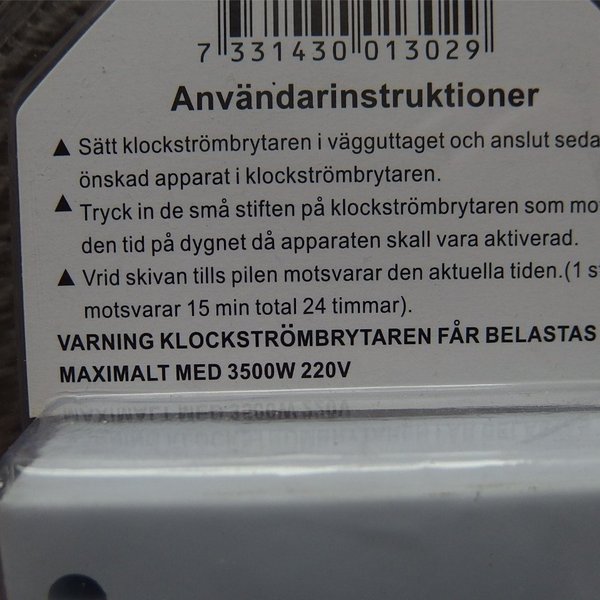 7 331430 013029
Användarinstruktioner
▲ Sätt klockströmbrytaren i vägguttaget och anslut
önskad apparat i klockströmbrytaren.
▲ Tryck in de små stiften på klockströmbrytaren som
den tid på dygnet då apparaten skall vara aktiverad.
▲ Vrid skivan tills pilen motsvarar den aktuella tiden.(1
motsvarar 15 min total 24 timmar).
VARNING KLOCKSTRÖMBRYTAREN FÅR BELASTAS
MAXIMALT MED 3500W 220V